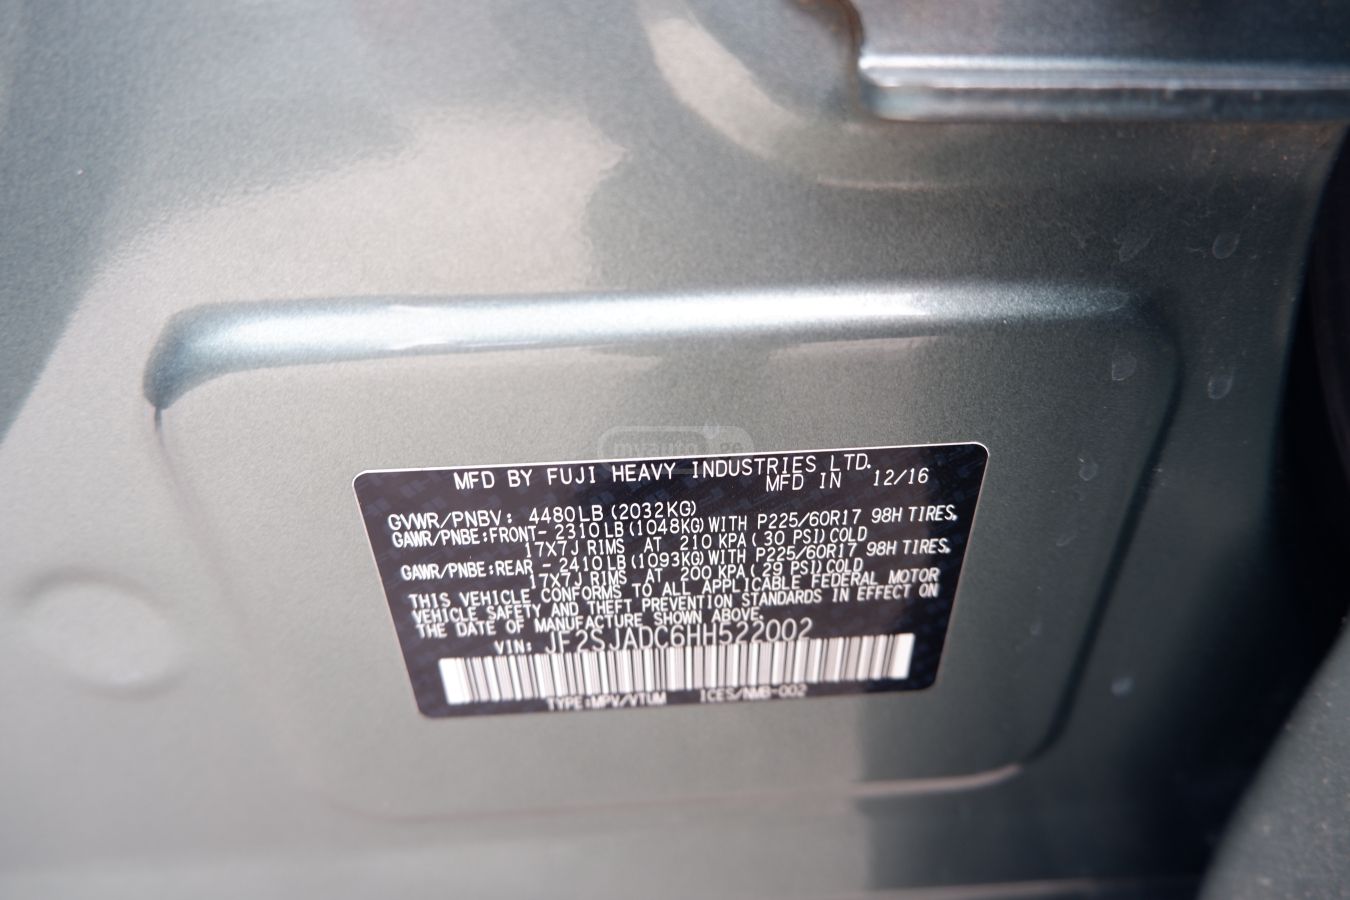 myauto.ge
MFD BY FUJI HEAVY INDUSTRIES LTD.
MFD IN 12/16
GVWR/PNBV: 4480LB(2032KG)
GAWR/PNBE:FRONT- 2310LB(1048KG)WITH P225/60R17 98H TIRES,
17X7J RIMS AT 210 KPA(30 PSI)COLD
GAWR/PNBE:REAR - 2410LB(1093KG)WITH P225/60R17 98H TIRES,
17X7J RIMS AT 200 KPA(29 PSI)COLD
THIS VEHICLE CONFORMS TO ALL APPLICABLE FEDERAL MOTOR
VEHICLE SAFETY AND THEFT PREVENTION STANDARDS IN EFFECT ON
THE DATE OF MANUFACTURE SHOWN ABOVE.
VIN: JF2SJADC6HH522002
TYPE:MPV/VTUM ICES/NMB-002